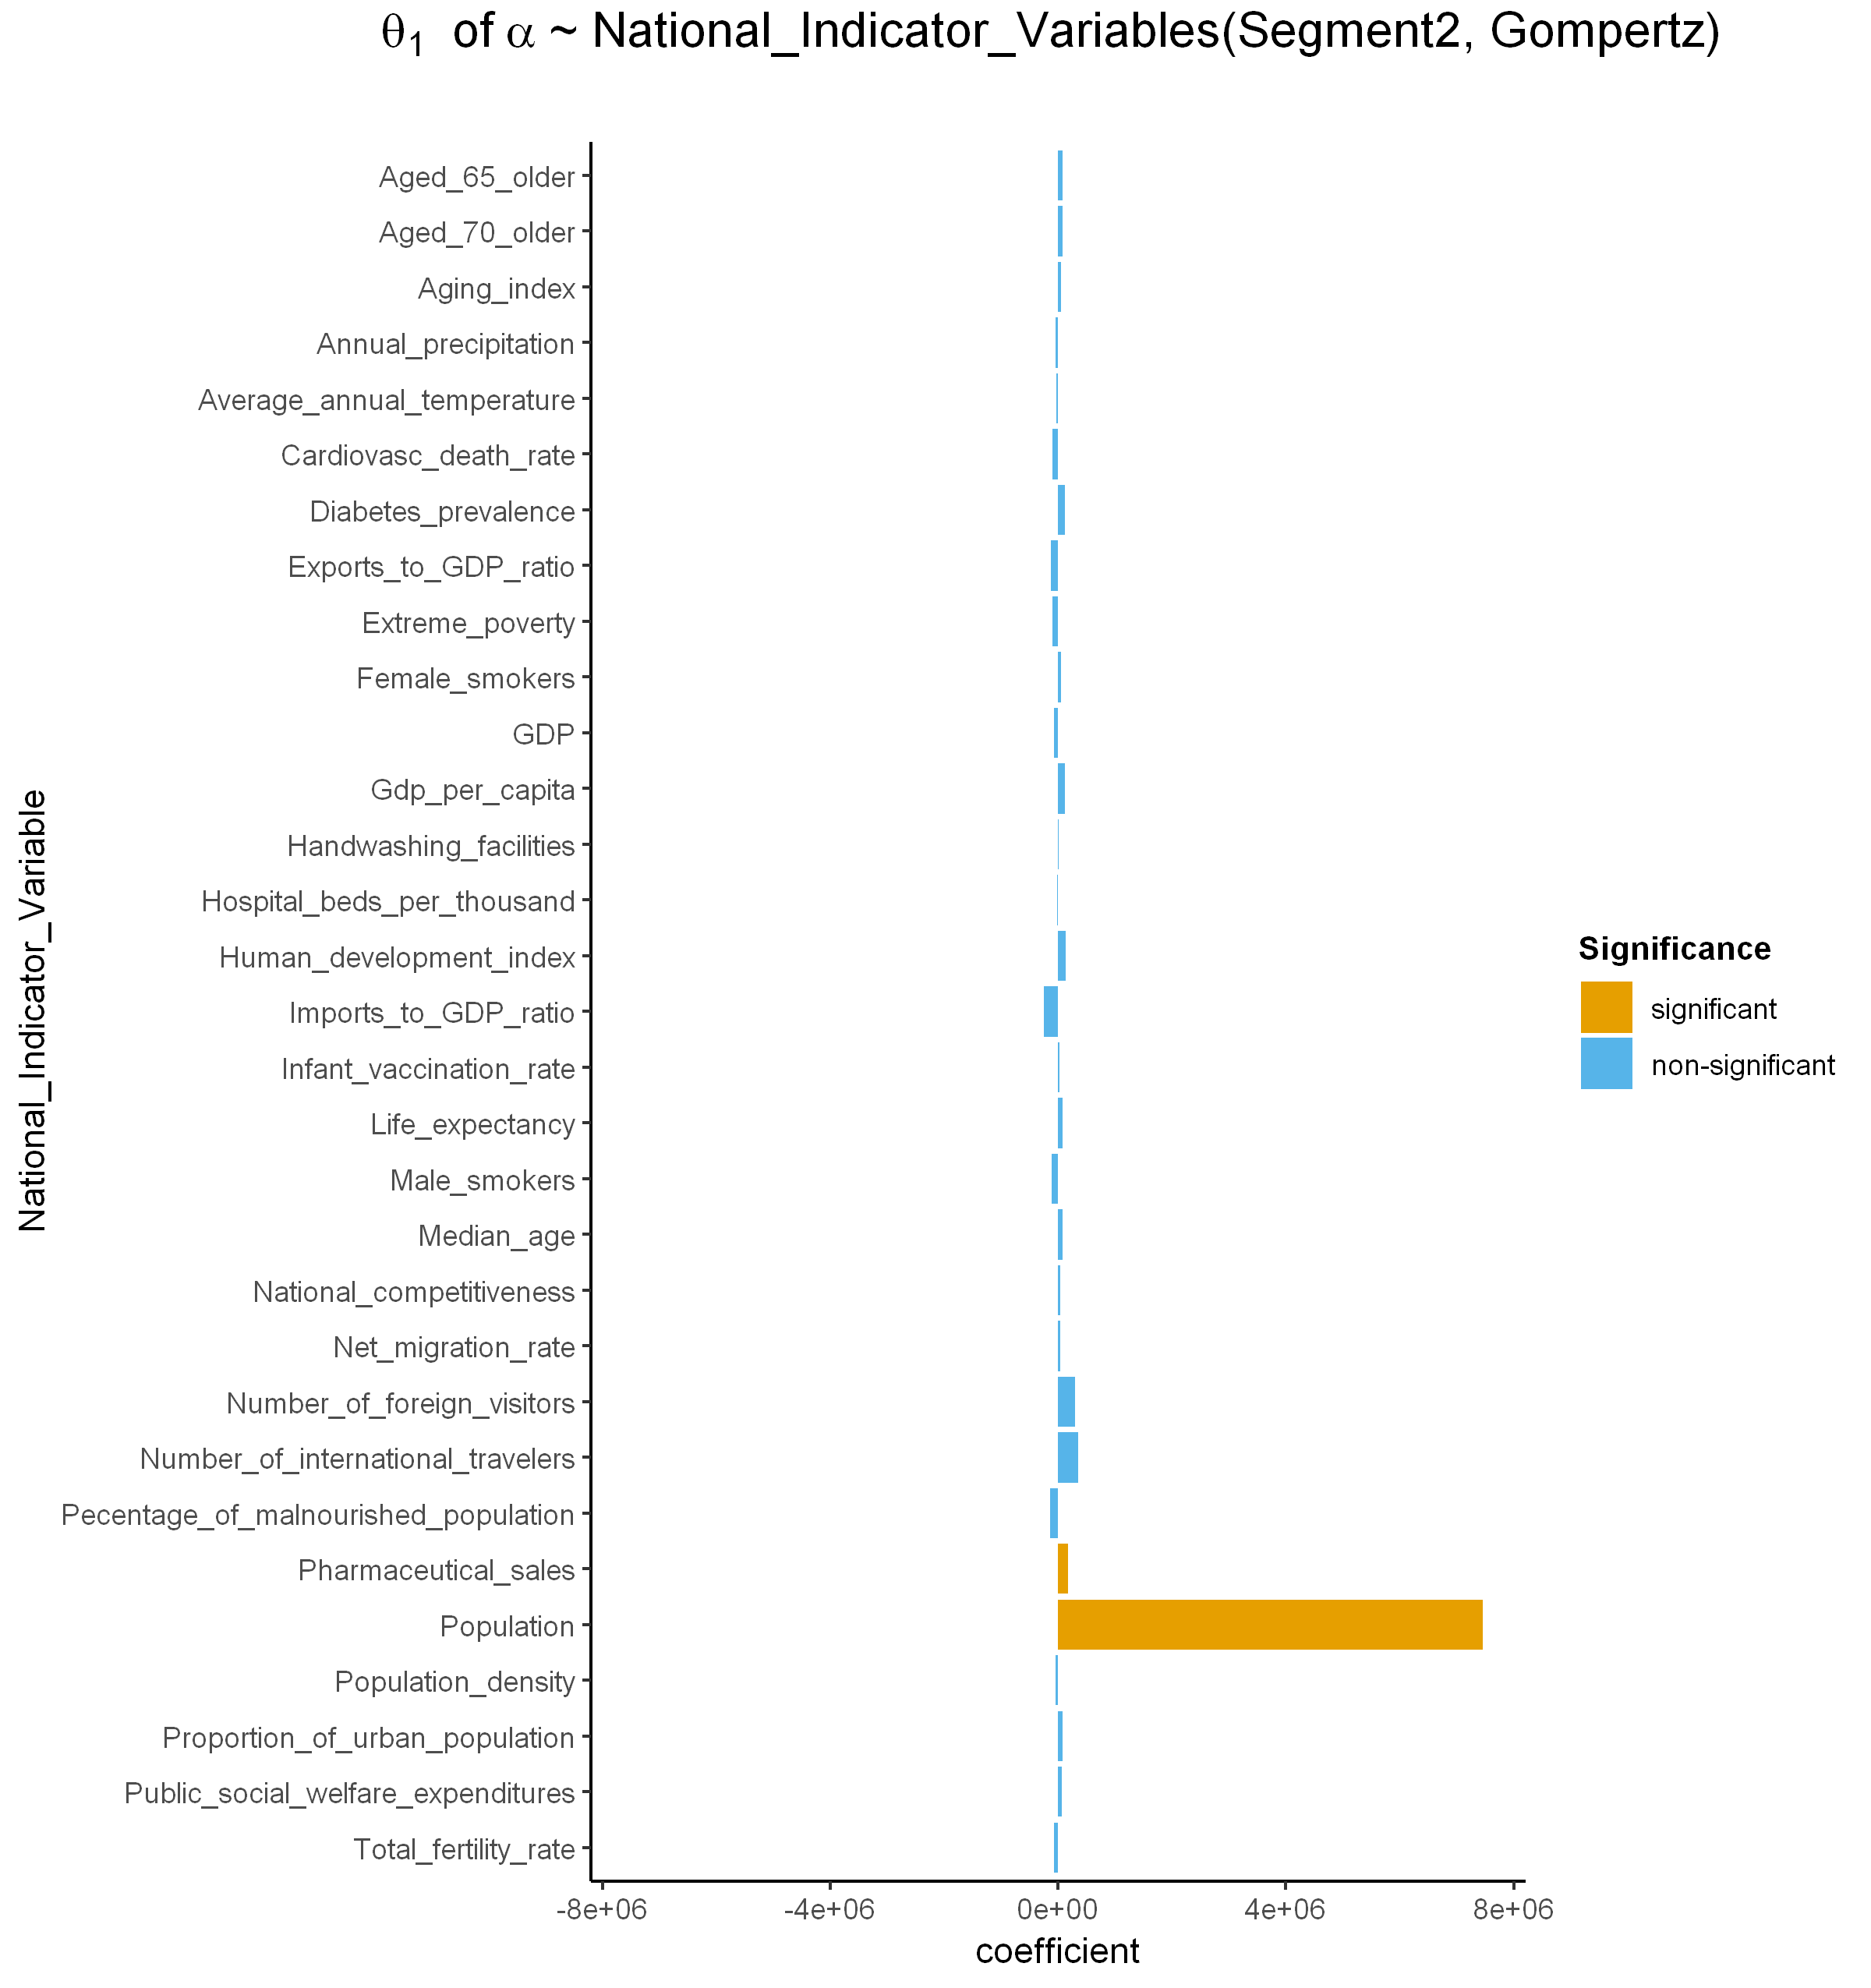 θ1 of α ~ National_Indicator_Variables(Segment2, Gompertz)
National_Indicator_Variable
Aged_65_older
Aged_70_older
Aging_index
Annual_precipitation
Average_annual_temperature
Cardiovasc_death_rate
Diabetes_prevalence
Exports_to_GDP_ratio
Extreme_poverty
Female_smokers
GDP
Gdp_per_capita
Handwashing_facilities
Hospital_beds_per_thousand
Human_development_index
Imports_to_GDP_ratio
Infant_vaccination_rate
Life_expectancy
Male_smokers
Median_age
National_competitiveness
Net_migration_rate
Number_of_foreign_visitors
Number_of_international_travelers
Pecentage_of_malnourished_population
Pharmaceutical_sales
Population
Population_density
Proportion_of_urban_population
Public_social_welfare_expenditures
Total_fertility_rate
-8e+06 -4e+06 0e+00 4e+06 8e+06
coefficient
Significance
significant
non-significant